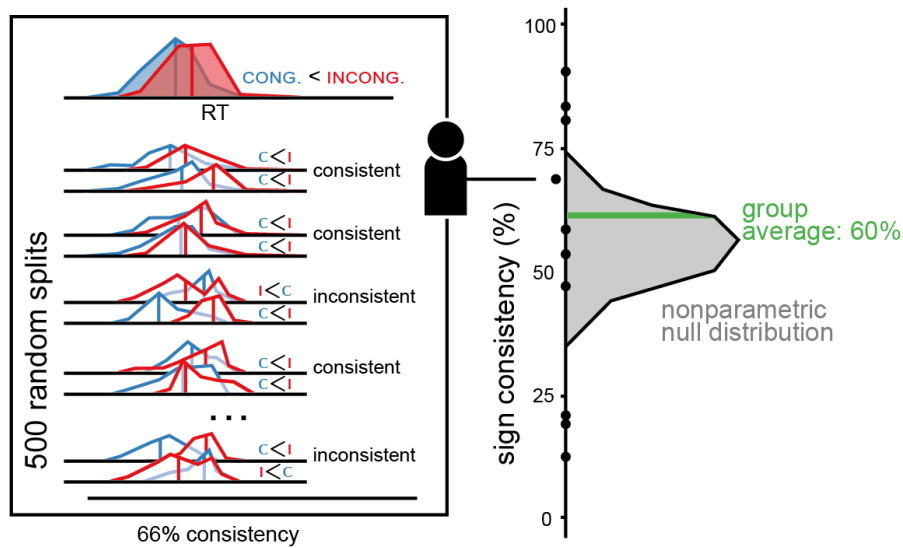 CONG. < INCONG.
RT
500 random splits
C<I
C<I
consistent
C<I
C<I
consistent
I<C
C<I
inconsistent
C<I
C<I
consistent
...
C<I
I<C
inconsistent
66% consistency
sign consistency (%)
100
75
50
25
0
group
average: 60%
nonparametric
null distribution